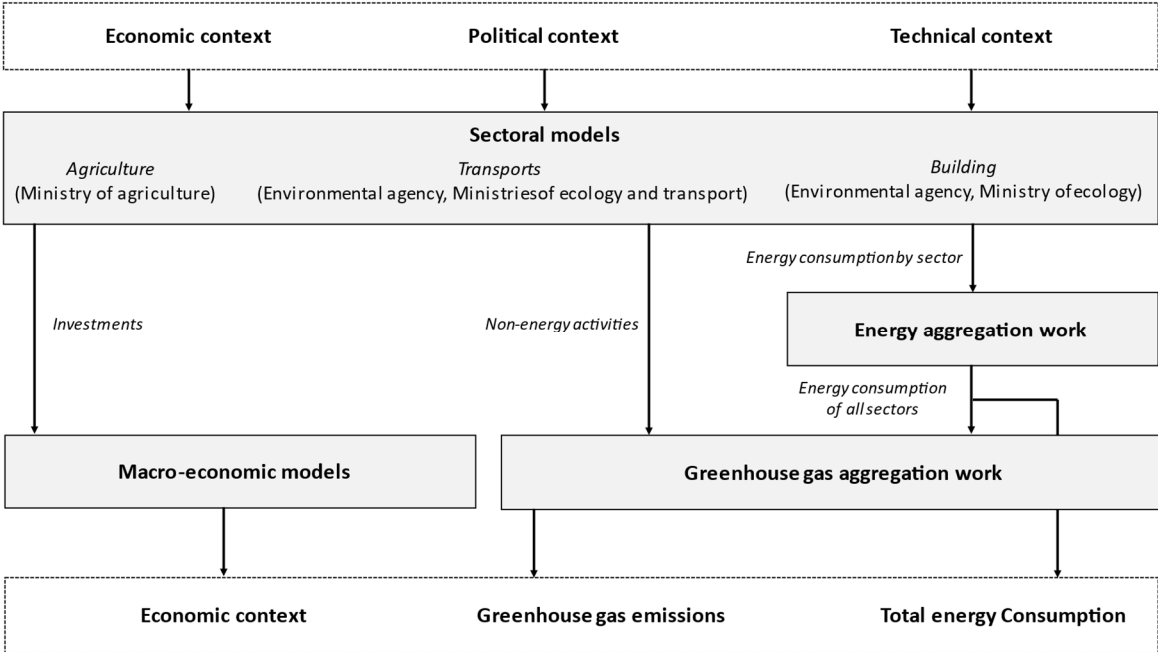 Economic context
Political context
Technical context
Sectoral models
Agriculture
(Ministry of agriculture)
Transports
(Environmental agency, Ministriesof ecology and transport)
Building
(Environmental agency, Ministry ofecology)
Energy consumption by sector
Investments
Non-energy activities
Energy aggregation work
Energy consumption
of all sectors
Macro-economic models
Greenhouse gas aggregation work
Economic context
Greenhouse gas emissions
Total energy Consumption